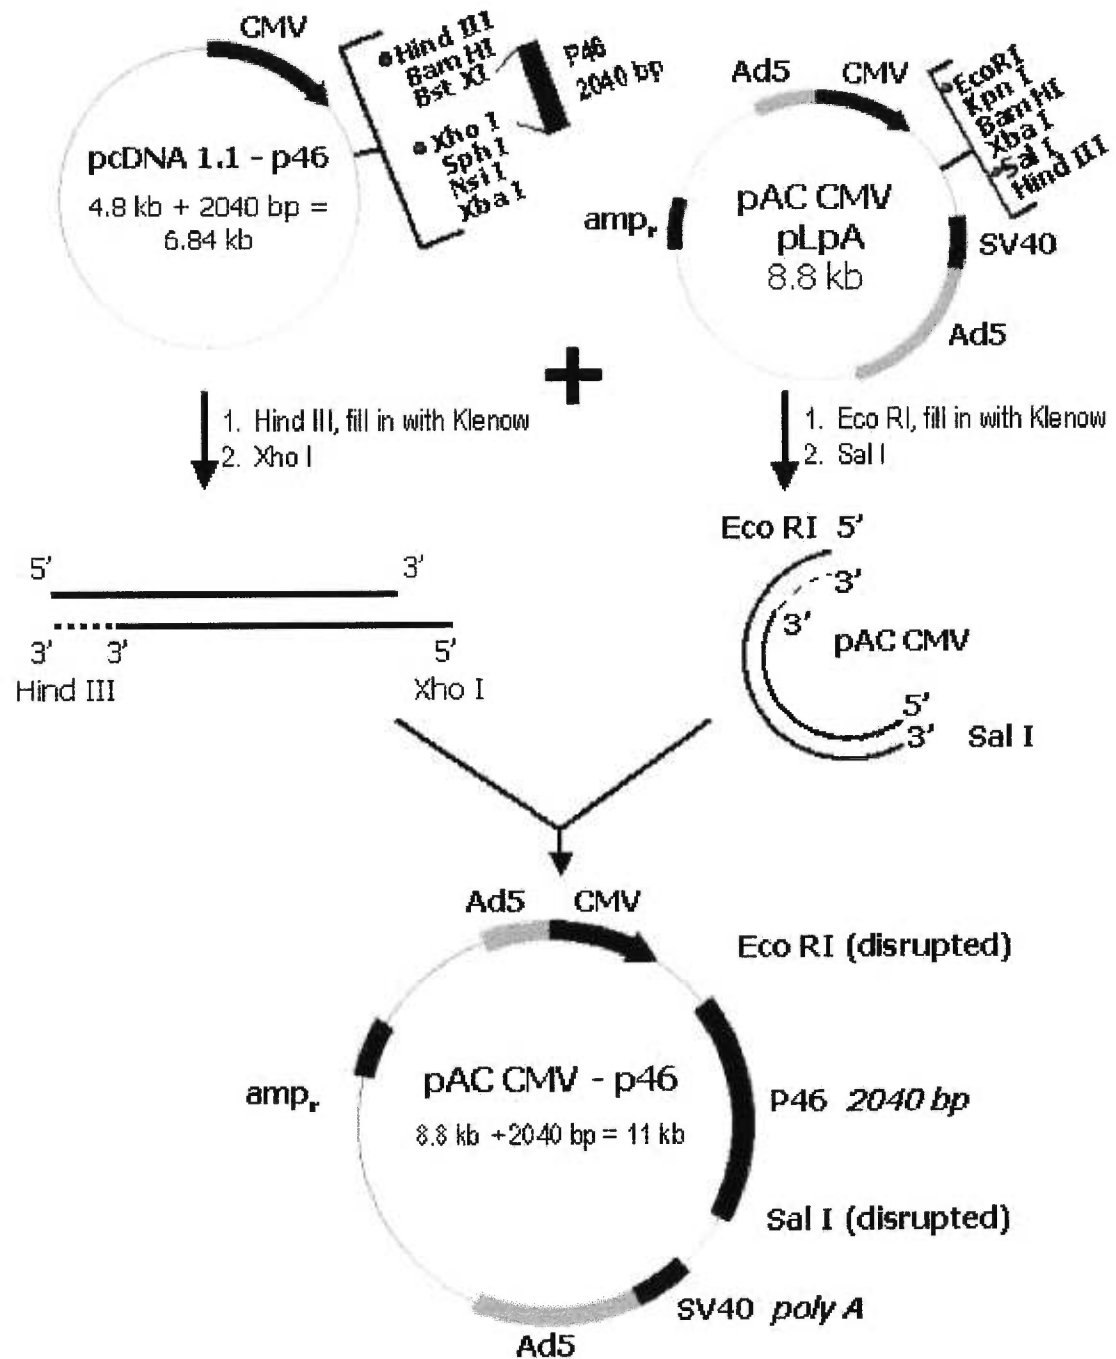 CMV
Hind III
Bam HI
Bst XI
Xho I
Sph I
Nsi I
Xba I
P46
2040 bp
pcDNA 1.1 - p46
4.8 kb + 2040 bp =
6.84 kb
Ad5
CMV
EcoRI
Kpn I
Bam HI
Xba I
Sal I
Hind III
amp_r
pAC CMV
pLpA
8.8 kb
SV40
Ad5
+
1. Hind III, fill in with Klenow
2. Xho I
1. Eco RI, fill in with Klenow
2. Sal I
5' 3'
3' 3' 5'
Hind III Xho I
Eco RI 5'
3'
3'
pAC CMV
5'
3' Sal I
Ad5 CMV
Eco RI (disrupted)
amp_r
pAC CMV - p46
8.8 kb +2040 bp = 11 kb
P46 2040 bp
Sal I (disrupted)
SV40 poly A
Ad5